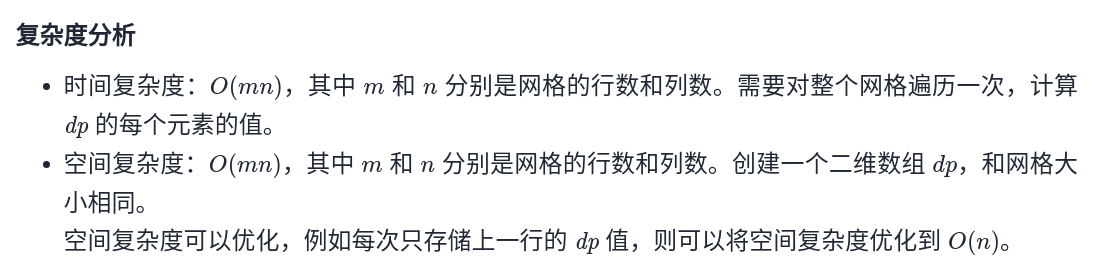 复杂度分析
• 时间复杂度：O(mn)，其中 m 和 n 分别是网格的行数和列数。需要对整个网格遍历一次，计算
dp 的每个元素的值。
• 空间复杂度：O(mn)，其中 m 和 n 分别是网格的行数和列数。创建一个二维数组 dp，和网格大
小相同。
空间复杂度可以优化，例如每次只存储上一行的 dp 值，则可以将空间复杂度优化到 O(n)。